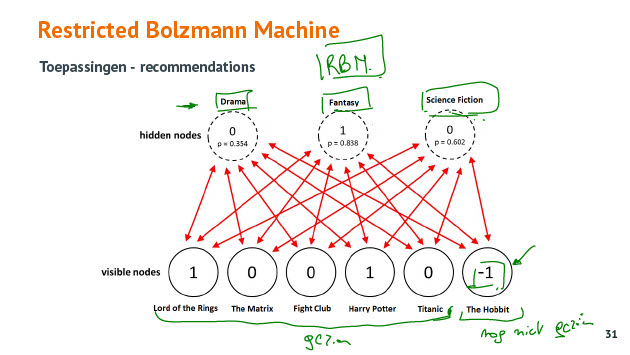 Restricted Bolzmann Machine
Toepassingen - recommendations
RBM.
Drama Fantasy Science Fiction
hidden nodes 0 1 0
p = 0.354 p = 0.838 p = 0.602
visible nodes 1 0 0 1 0 -1
Lord of the Rings The Matrix Fight Club Harry Potter Titanic The Hobbit
gezien nog niet gezien
31